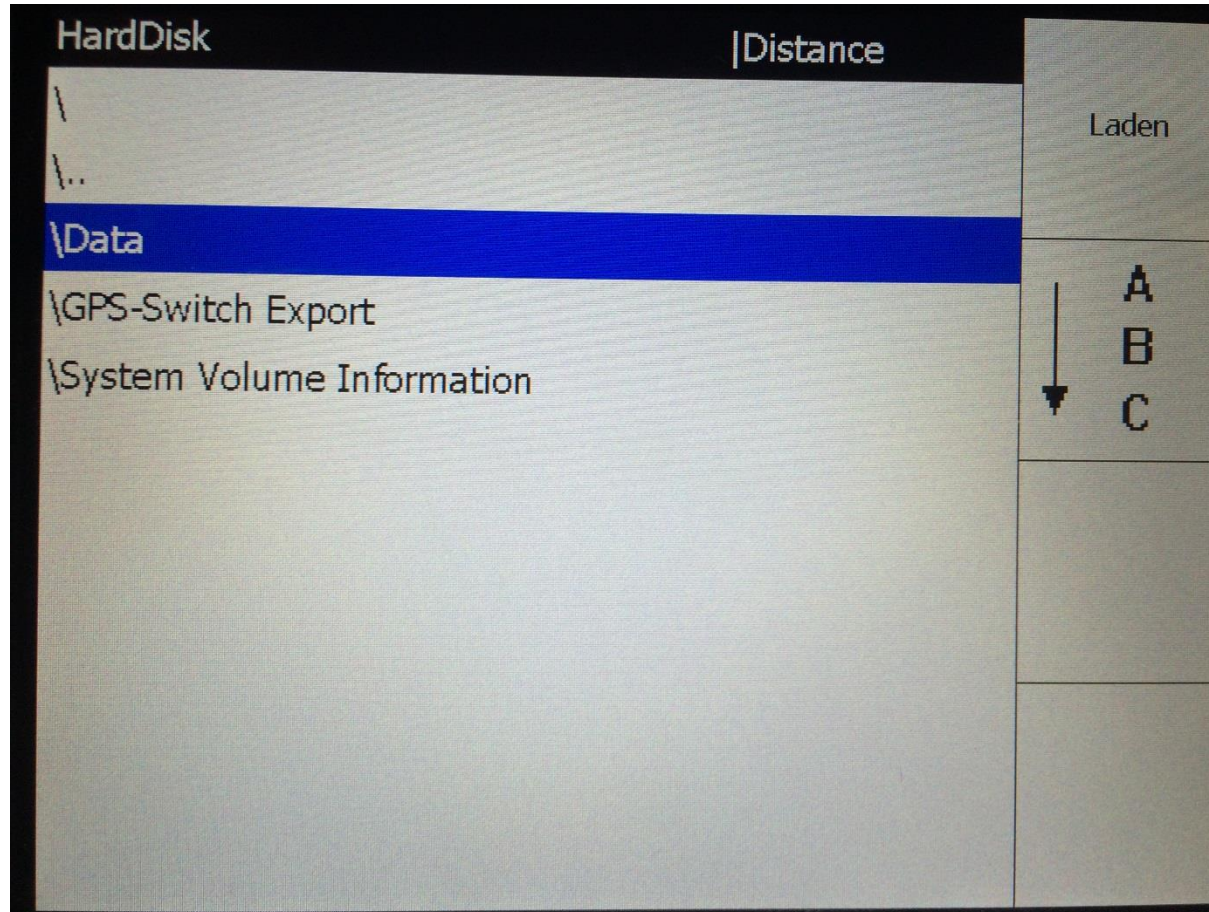 HardDisk |Distance
\
\..
\Data
\GPS-Switch Export
\System Volume Information
Laden
A
B
C